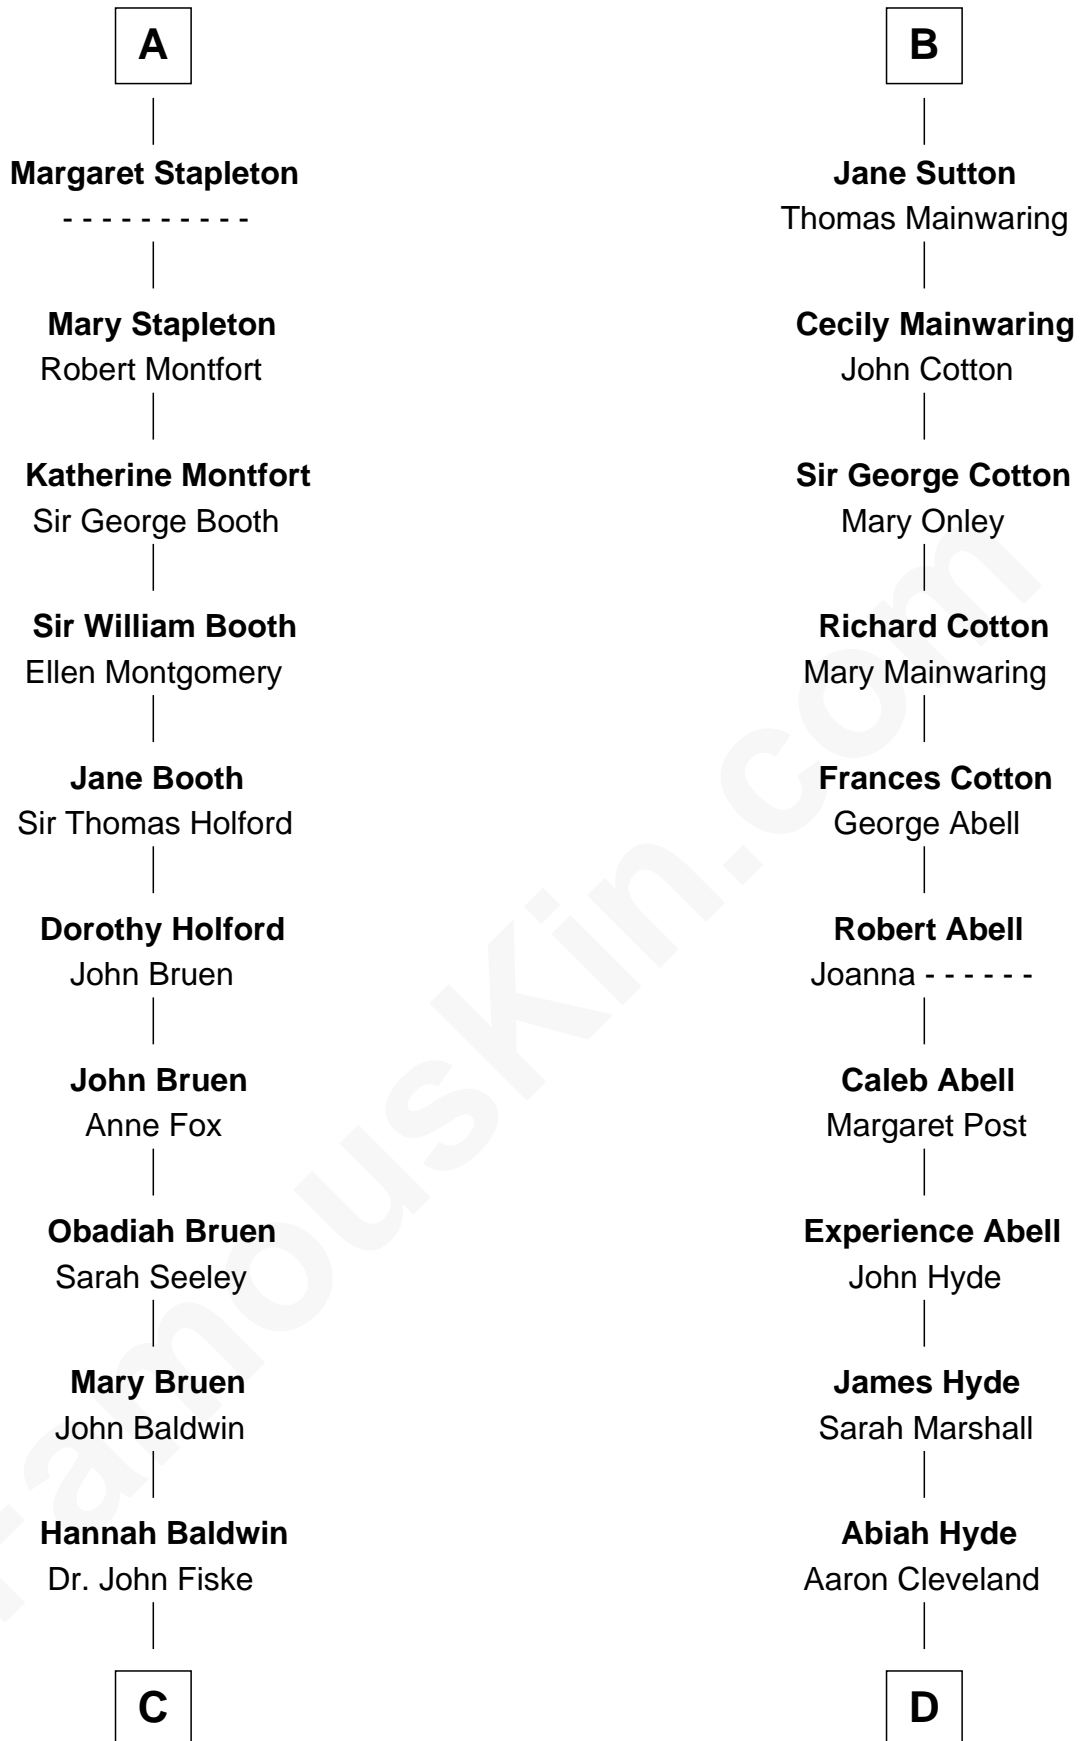 A
Margaret Stapleton
- - - - - - - - - -
Mary Stapleton
Robert Montfort
Katherine Montfort
Sir George Booth
Sir William Booth
Ellen Montgomery
Jane Booth
Sir Thomas Holford
Dorothy Holford
John Bruen
John Bruen
Anne Fox
Obadiah Bruen
Sarah Seeley
Mary Bruen
John Baldwin
Hannah Baldwin
Dr. John Fiske
C
B
Jane Sutton
Thomas Mainwaring
Cecily Mainwaring
John Cotton
Sir George Cotton
Mary Onley
Richard Cotton
Mary Mainwaring
Frances Cotton
George Abell
Robert Abell
Joanna - - - - - -
Caleb Abell
Margaret Post
Experience Abell
John Hyde
James Hyde
Sarah Marshall
Abiah Hyde
Aaron Cleveland
D
FamousKin.com